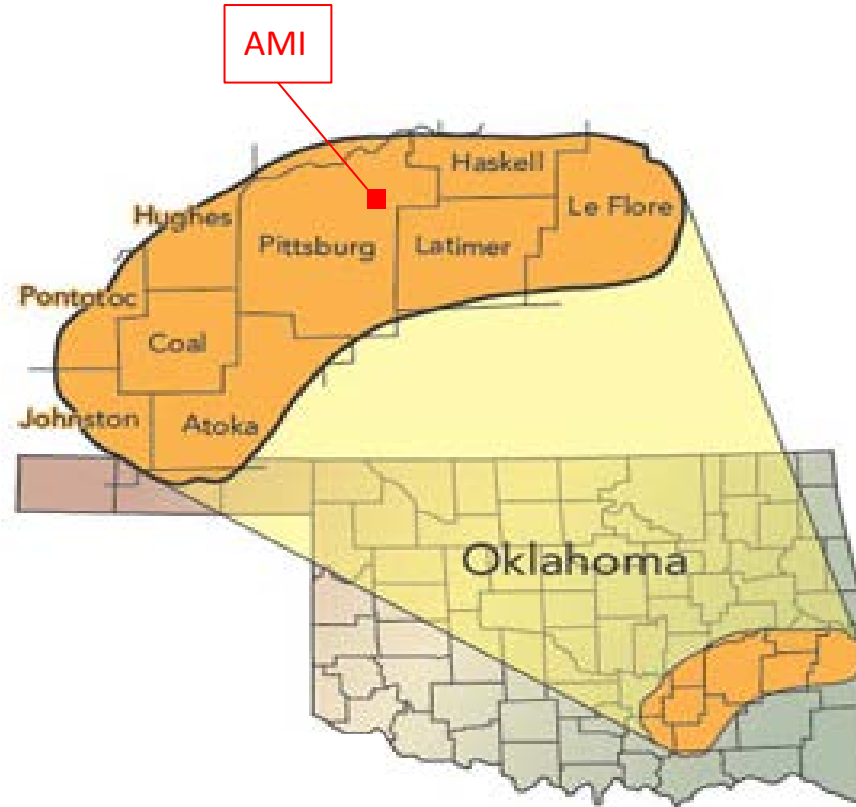 AMI
Haskell
Hughes
Le Flore
Pittsburg
Latimer
Pontotoc
Coal
Johnston
Atoka
Oklahoma